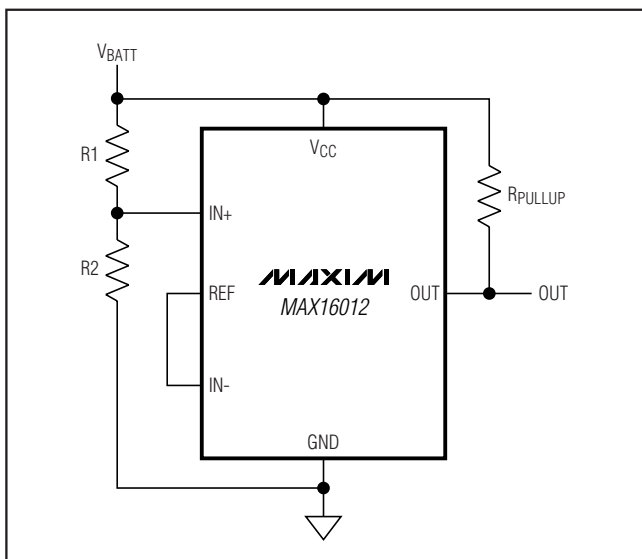 VBATT
R1
VCC
RPULLUP
IN+
R2
REF
MAXIM
MAX16012
OUT
OUT
IN-
GND